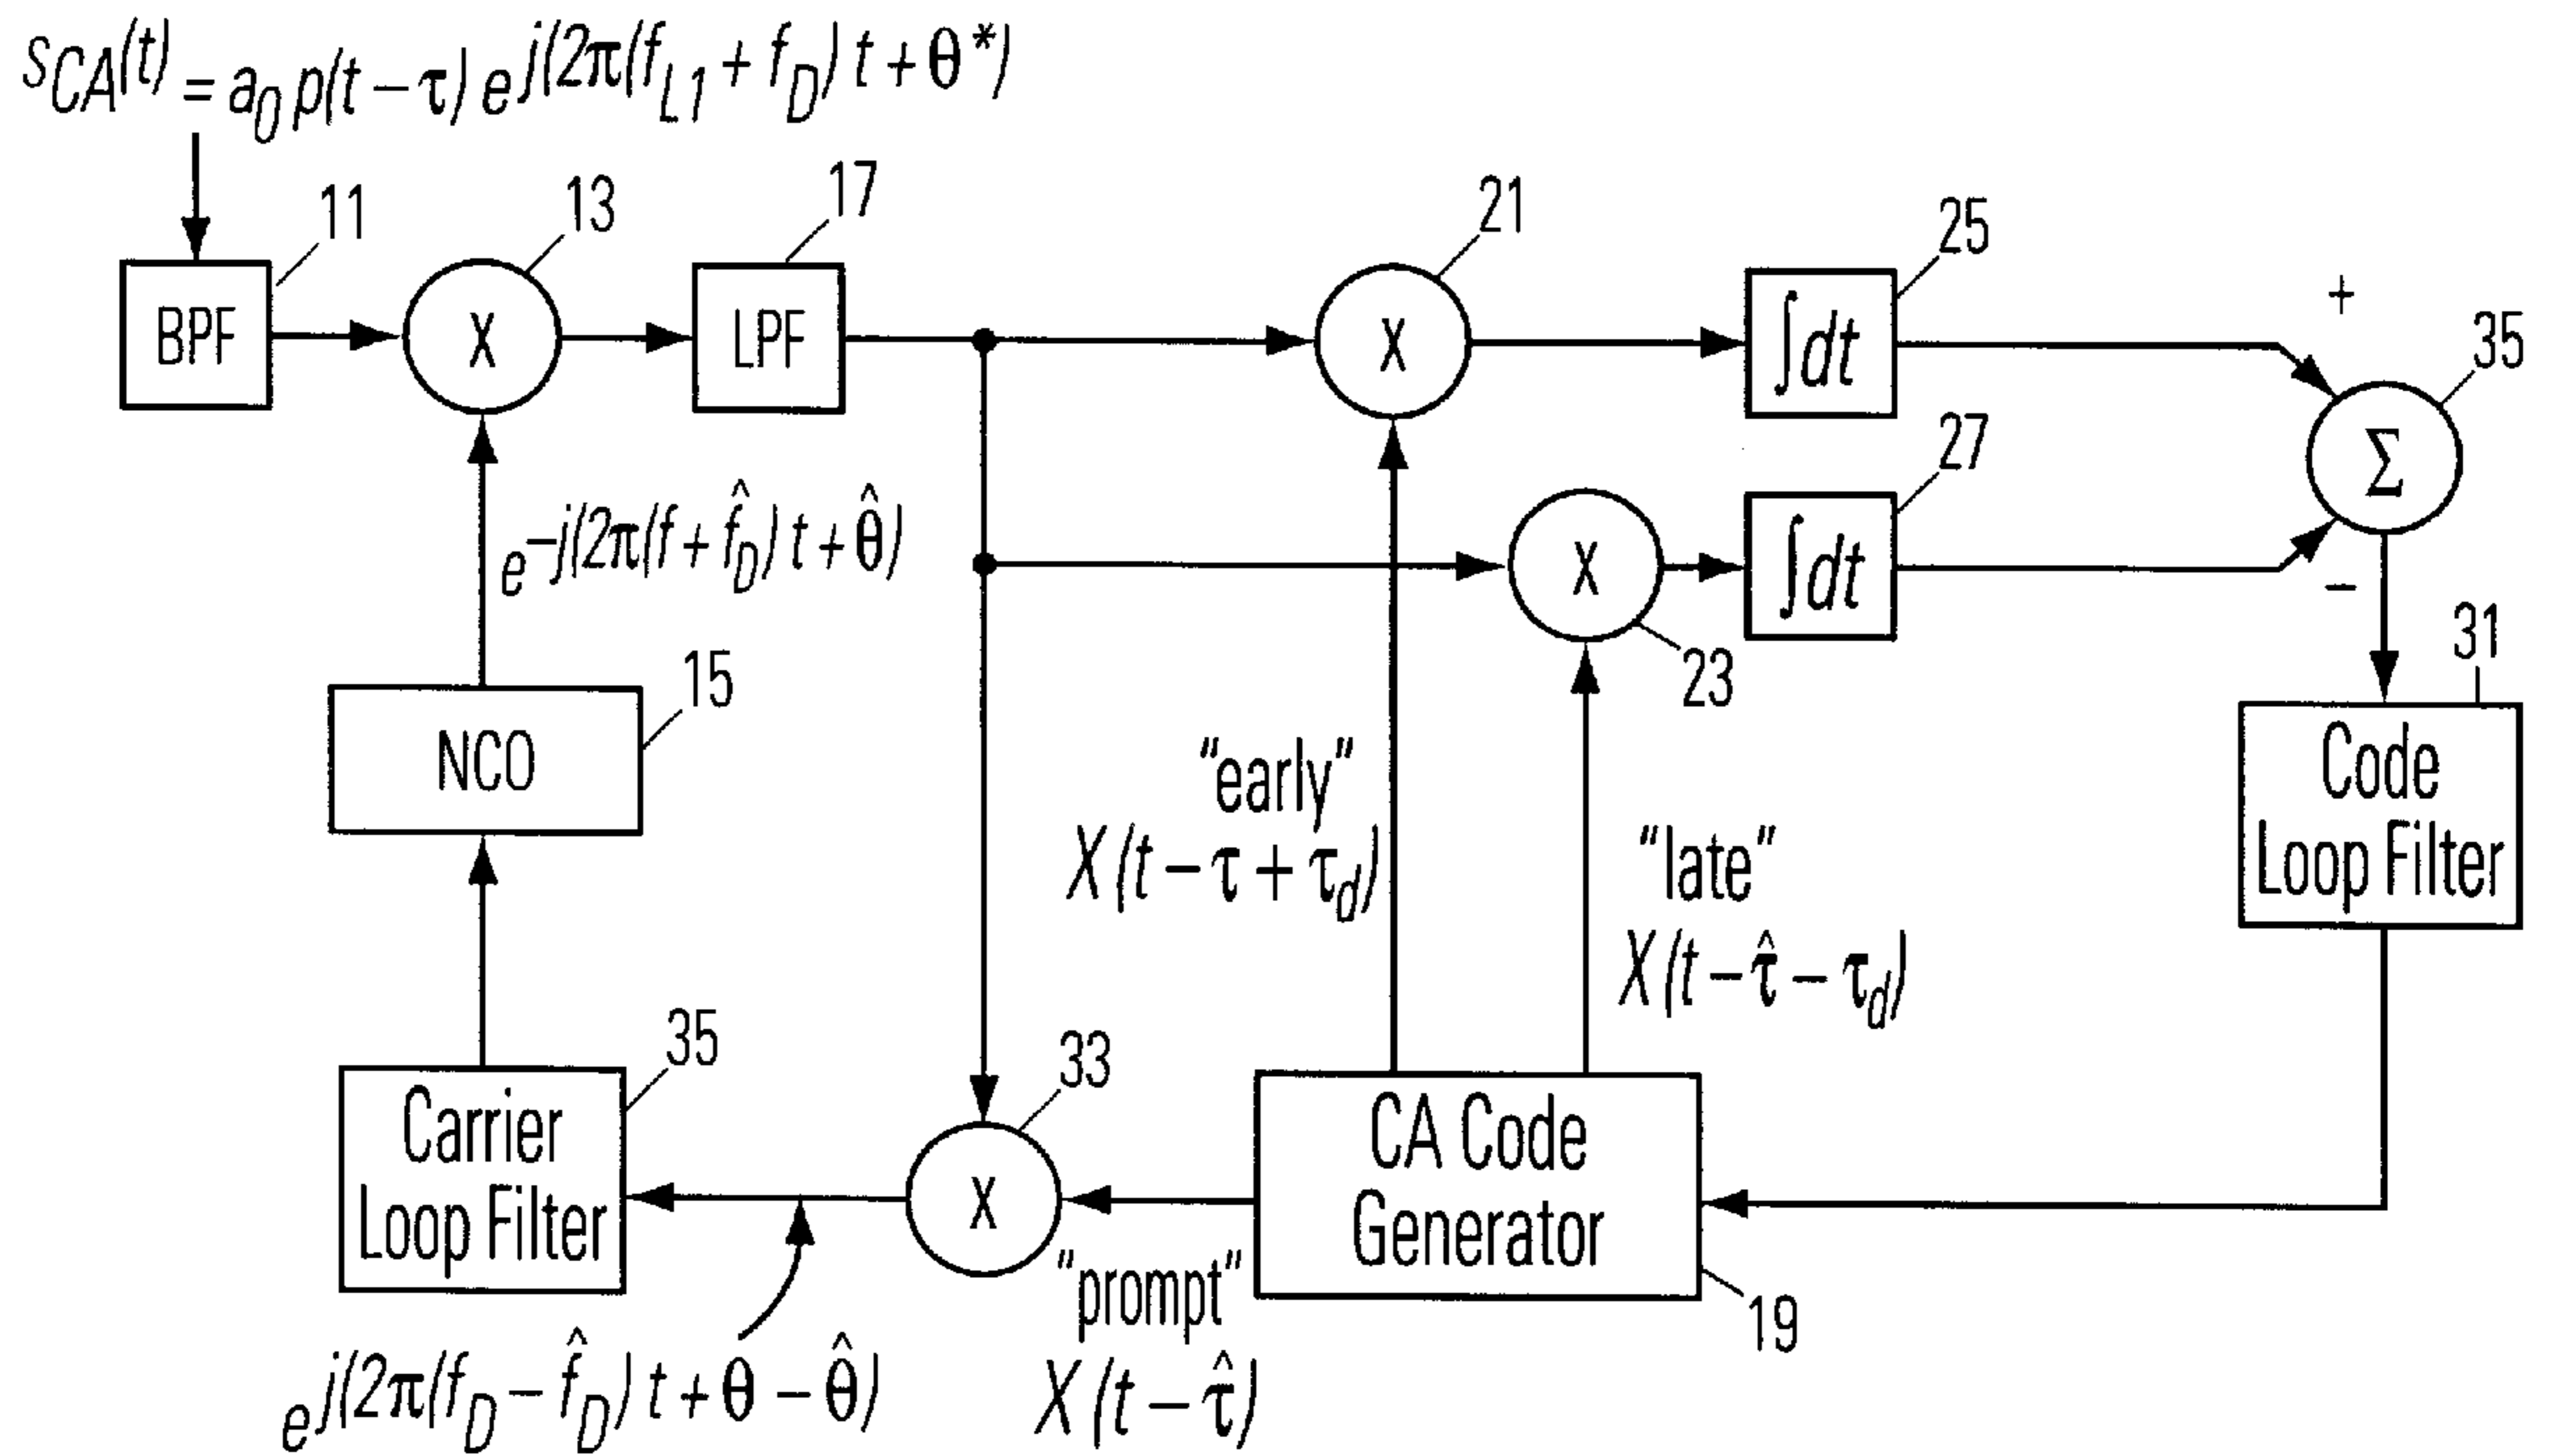 s_CA(t) = a_0 p(t − τ) e^j(2π(f_L1 + f_D) t + θ*)
11
13
17
21
25
+
35
BPF
X
LPF
X
∫dt
Σ
27
e^−j(2π(f + f̂_D) t + θ̂)
X
∫dt
−
23
31
15
NCO
"early"
X(t − τ + τ_d)
"late"
X(t − τ̂ − τ_d)
Code
Loop Filter
35
33
Carrier
Loop Filter
X
CA Code
Generator
"prompt"
X(t − τ̂)
19
e^j(2π(f_D − f̂_D) t + θ − θ̂)